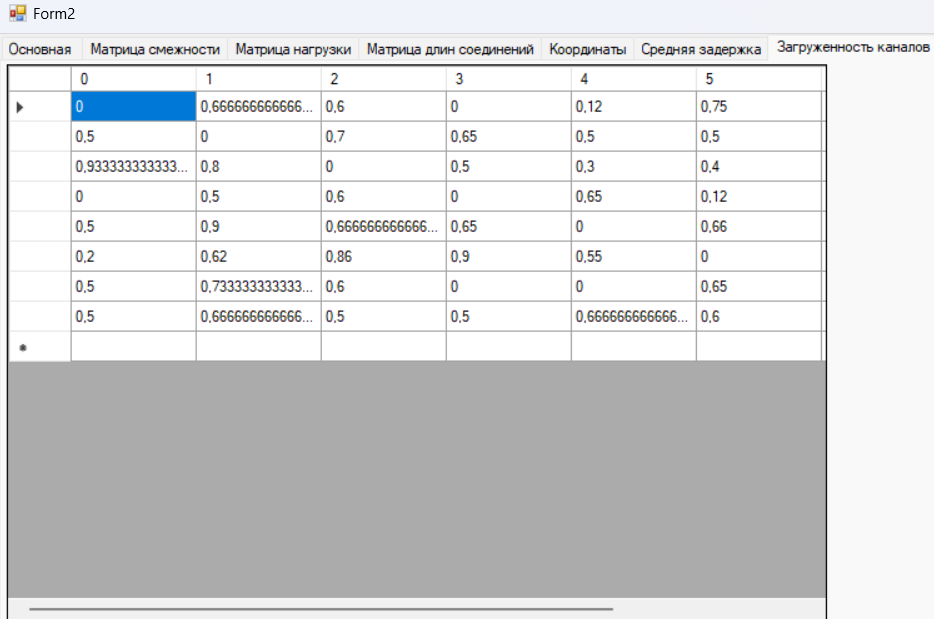 Form2
Основная Матрица смежности Матрица нагрузки Матрица длин соединений Координаты Средняя задержка Загруженность каналов
0 1 2 3 4 5
0 0,666666666666... 0,6 0 0,12 0,75
0,5 0 0,7 0,65 0,5 0,5
0,933333333333... 0,8 0 0,5 0,3 0,4
0 0,5 0,6 0 0,65 0,12
0,5 0,9 0,666666666666... 0,65 0 0,66
0,2 0,62 0,86 0,9 0,55 0
0,5 0,733333333333... 0,6 0 0 0,65
0,5 0,666666666666... 0,5 0,5 0,666666666666... 0,6